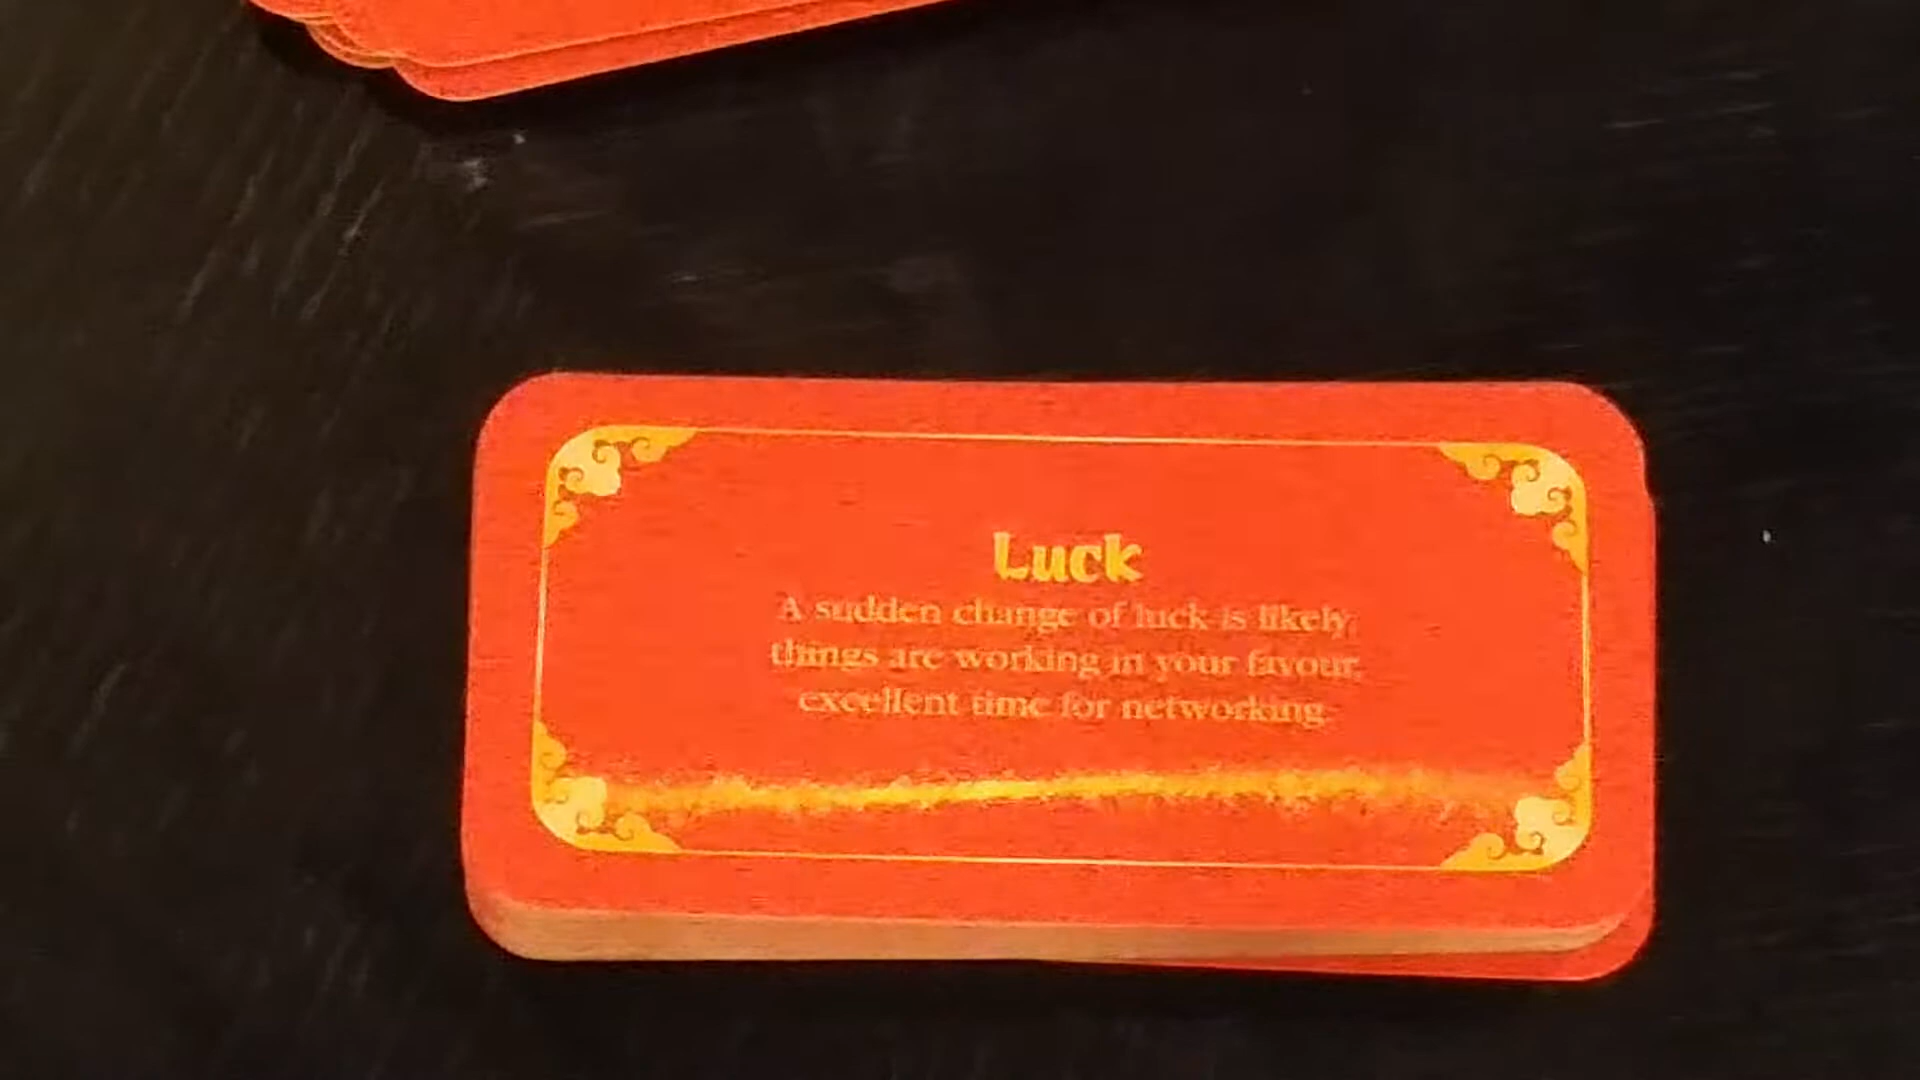 Luck
A sudden change of luck is likely,
things are working in your favour,
excellent time for networking.